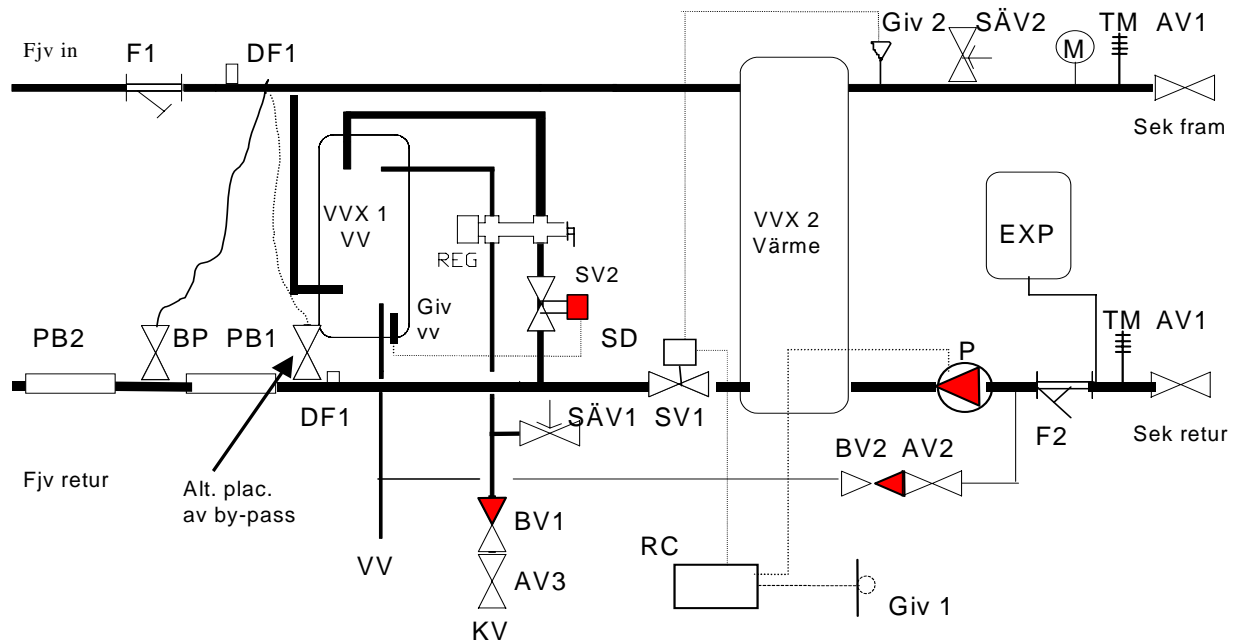 Fjv in
F1
DF1
Giv 2
SÄV2
TM
AV1
M
Sek fram
VVX 1
VV
VVX 2
Värme
EXP
REG
SV2
Giv
vv
SD
PB2
BP
PB1
P
TM
AV1
DF1
SÄV1
SV1
F2
Sek retur
BV2
AV2
Fjv retur
Alt. plac.
av by-pass
BV1
VV
AV3
KV
RC
Giv 1